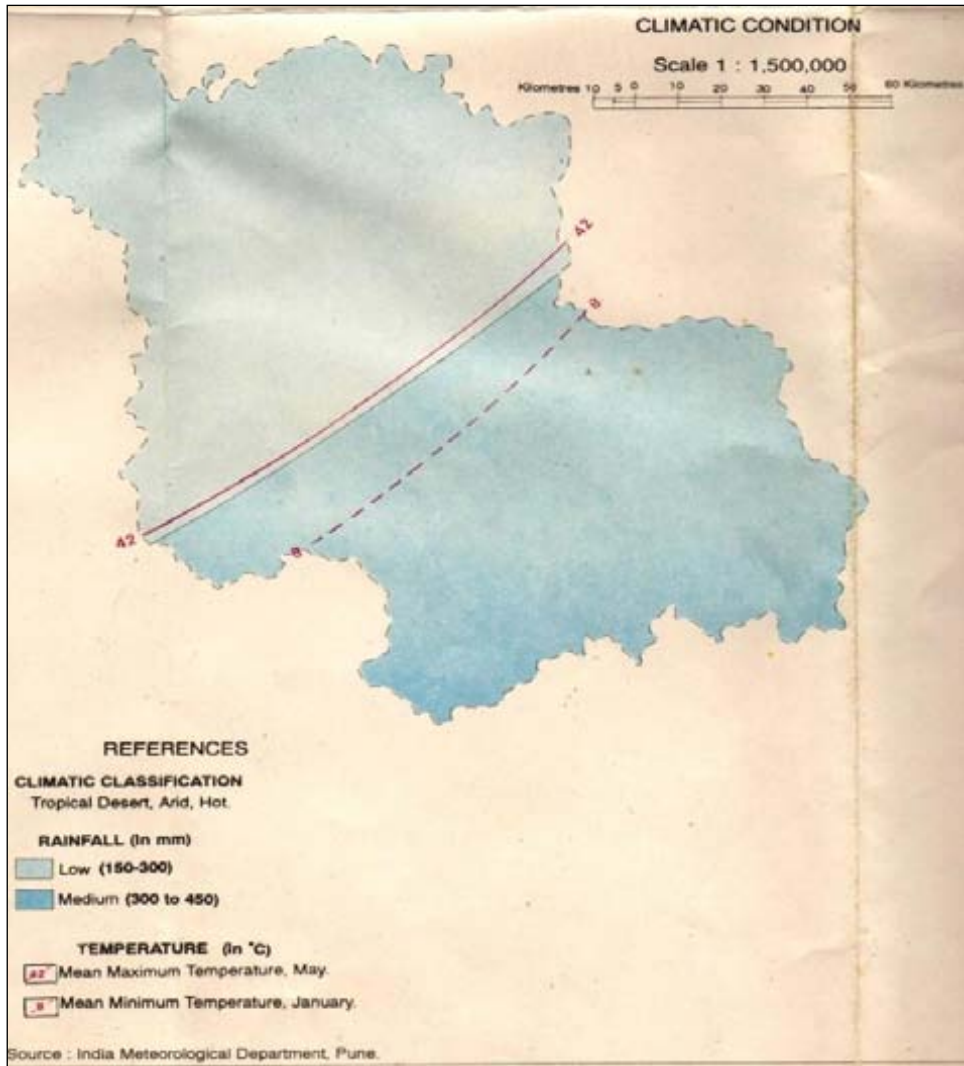 CLIMATIC CONDITION
Scale 1 : 1,500,000
Kilometres 10 5 0 10 20 30 40 50 60 Kilometres
42
8
42
8
REFERENCES
CLIMATIC CLASSIFICATION
Tropical Desert, Arid, Hot.
RAINFALL (In mm)
Low (150-300)
Medium (300 to 450)
TEMPERATURE (in °C)
42 Mean Maximum Temperature, May.
8 Mean Minimum Temperature, January.
Source : India Meteorological Department, Pune.